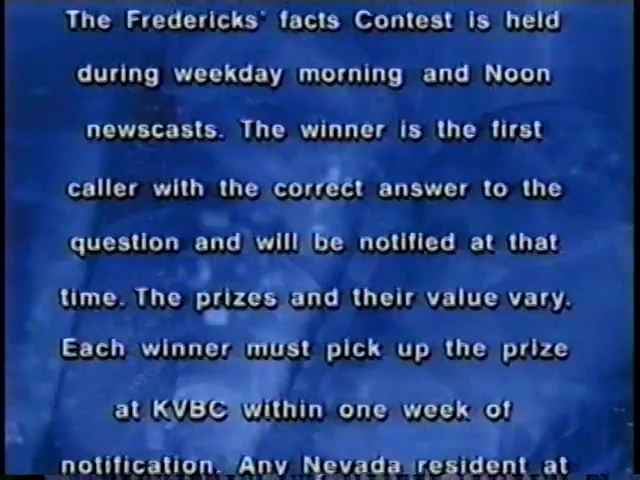 The Fredericks' facts Contest is held
during weekday morning and Noon
newscasts. The winner is the first
caller with the correct answer to the
question and will be notified at that
time. The prizes and their value vary.
Each winner must pick up the prize
at KVBC within one week of
notification. Any Nevada resident at